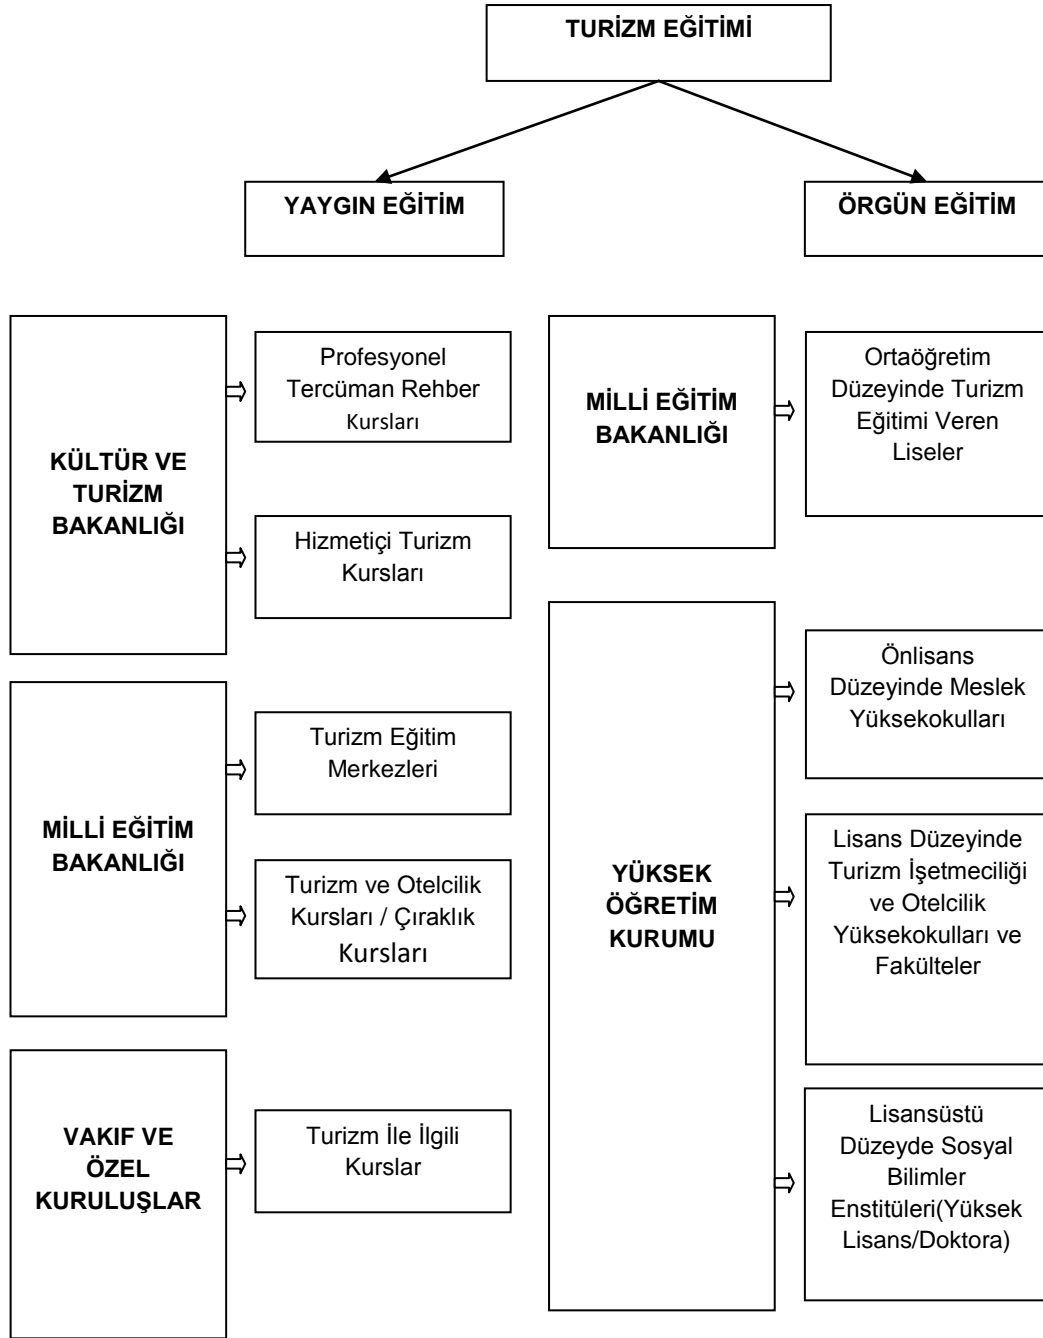 TURİZM EĞİTİMİ
YAYGIN EĞİTİM
ÖRGÜN EĞİTİM
KÜLTÜR VE
TURİZM
BAKANLIĞI
Profesyonel
Tercüman Rehber
Kursları
Hizmetiçi Turizm
Kursları
MİLLİ EĞİTİM
BAKANLIĞI
Turizm Eğitim
Merkezleri
Turizm ve Otelcilik
Kursları / Çıraklık
Kursları
VAKIF VE
ÖZEL
KURULUŞLAR
Turizm İle İlgili
Kurslar
MİLLİ EĞİTİM
BAKANLIĞI
Ortaöğretim
Düzeyinde Turizm
Eğitimi Veren
Liseler
YÜKSEK
ÖĞRETİM
KURUMU
Önlisans
Düzeyinde Meslek
Yüksekokulları
Lisans Düzeyinde
Turizm İşetmeciliği
ve Otelcilik
Yüksekokulları ve
Fakülteler
Lisansüstü
Düzeyde Sosyal
Bilimler
Enstitüleri(Yüksek
Lisans/Doktora)